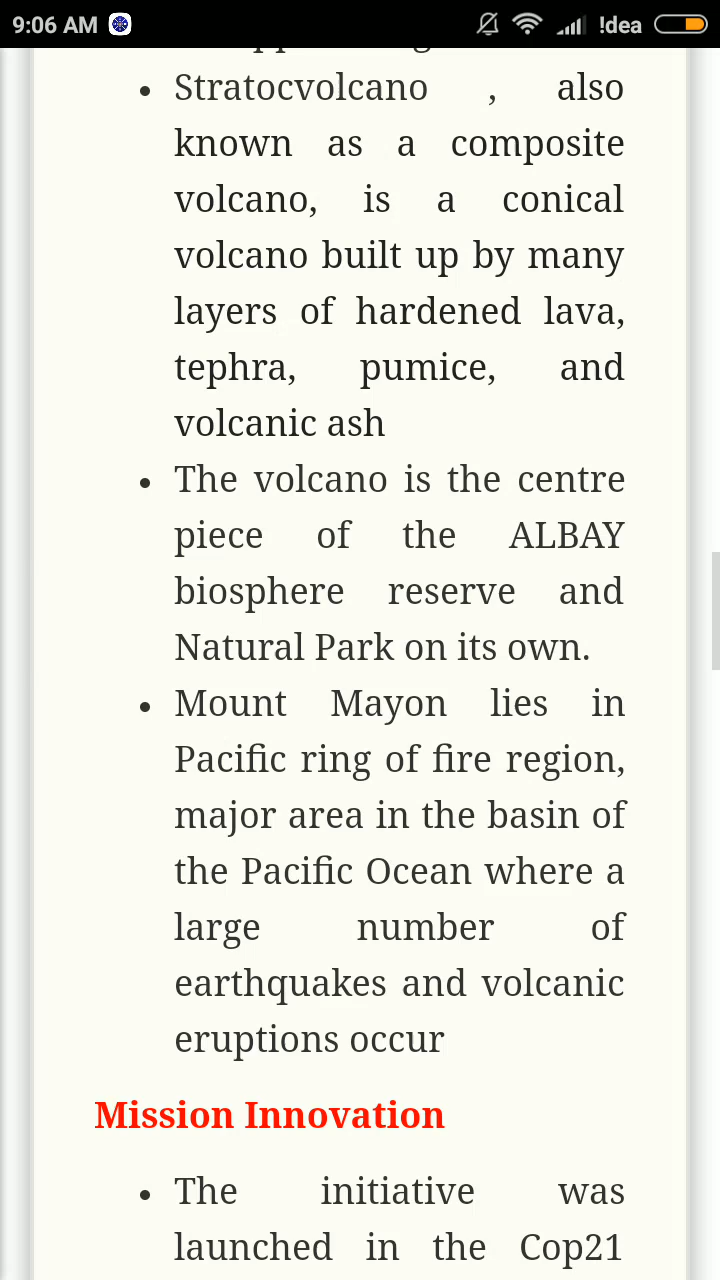 9:06 AM !dea
• Stratocvolcano , also
known as a composite
volcano, is a conical
volcano built up by many
layers of hardened lava,
tephra, pumice, and
volcanic ash
• The volcano is the centre
piece of the ALBAY
biosphere reserve and
Natural Park on its own.
• Mount Mayon lies in
Pacific ring of fire region,
major area in the basin of
the Pacific Ocean where a
large number of
earthquakes and volcanic
eruptions occur
Mission Innovation
• The initiative was
launched in the Cop21